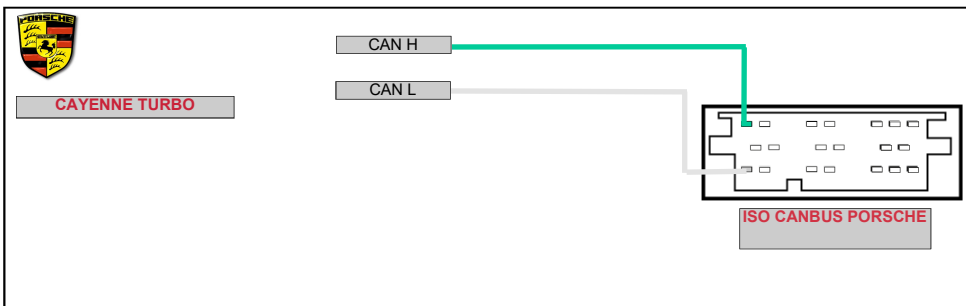 PORSCHE
CAN H
CAN L
CAYENNE TURBO
ISO CANBUS PORSCHE